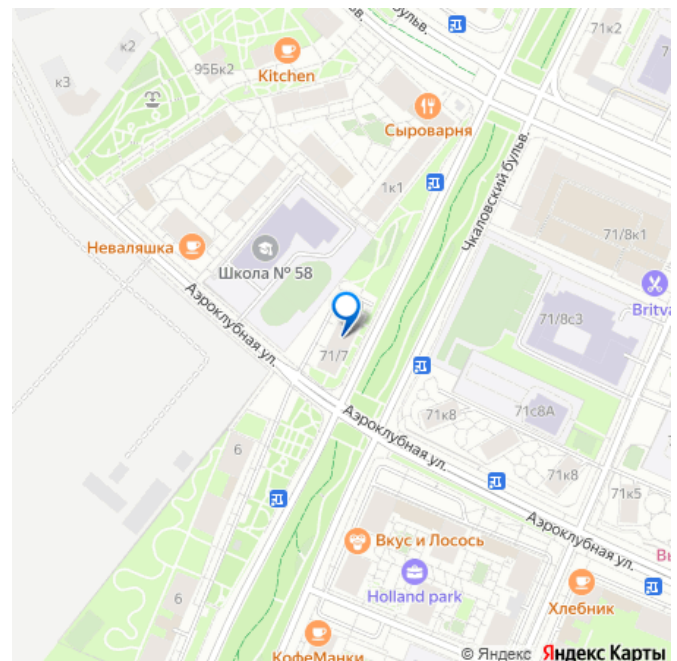 к2
к3
95Бк2
Kitchen
бульв.
71к2
Сыроварня
1к1
Чкаловский бульв.
71/8к1
Неваляшка
Школа № 58
Аэроклубная ул.
Britva
71/8с3
71/7
Аэроклубная ул.
71к8
71с8А
6
71к8
71к5
Аэроклубная ул.
Вкус и Лосось
Holland park
6
Хлебник
КофеМанки
© Яндекс Яндекс Карты